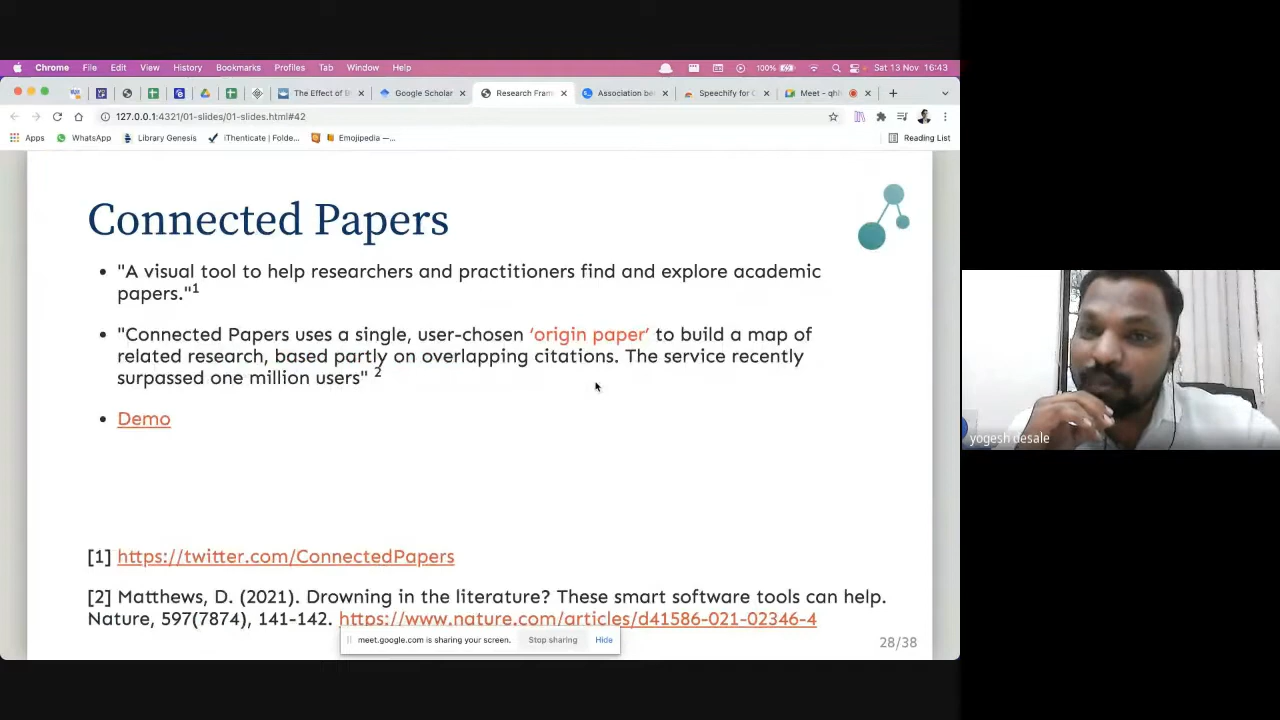 Chrome File Edit View History Bookmarks Profiles Tab Window Help 100% Sat 13 Nov 16:43
The Effect of D
Google Scholar
Research Fram
Association be
Speechify for C
Meet - qhi
127.0.0.1:4321/01-slides/01-slides.html#42
Apps WhatsApp Library Genesis iThenticate | Folde... Emojipedia —... Reading List
Connected Papers
• "A visual tool to help researchers and practitioners find and explore academic
papers."1
• "Connected Papers uses a single, user-chosen ‘origin paper’ to build a map of
related research, based partly on overlapping citations. The service recently
surpassed one million users" 2
• Demo
yogesh desale
[1] https://twitter.com/ConnectedPapers
[2] Matthews, D. (2021). Drowning in the literature? These smart software tools can help.
Nature, 597(7874), 141-142. https://www.nature.com/articles/d41586-021-02346-4
meet.google.com is sharing your screen. Stop sharing Hide
28/38